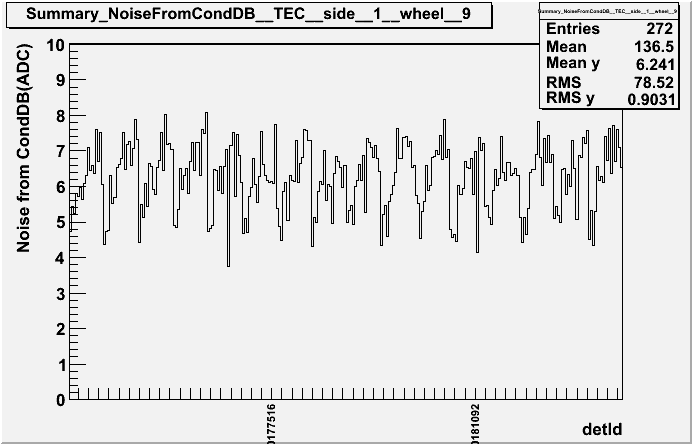 Summary_NoiseFromCondDB__TEC__side__1__wheel__9
Summary_NoiseFromCondDB__TEC__side__1__wheel__9
Entries 272
Mean 136.5
Mean y 6.241
RMS 78.52
RMS y 0.9031
Noise from CondDB(ADC)
10
9
8
7
6
5
4
3
2
1
0
0177516
0181092
detId